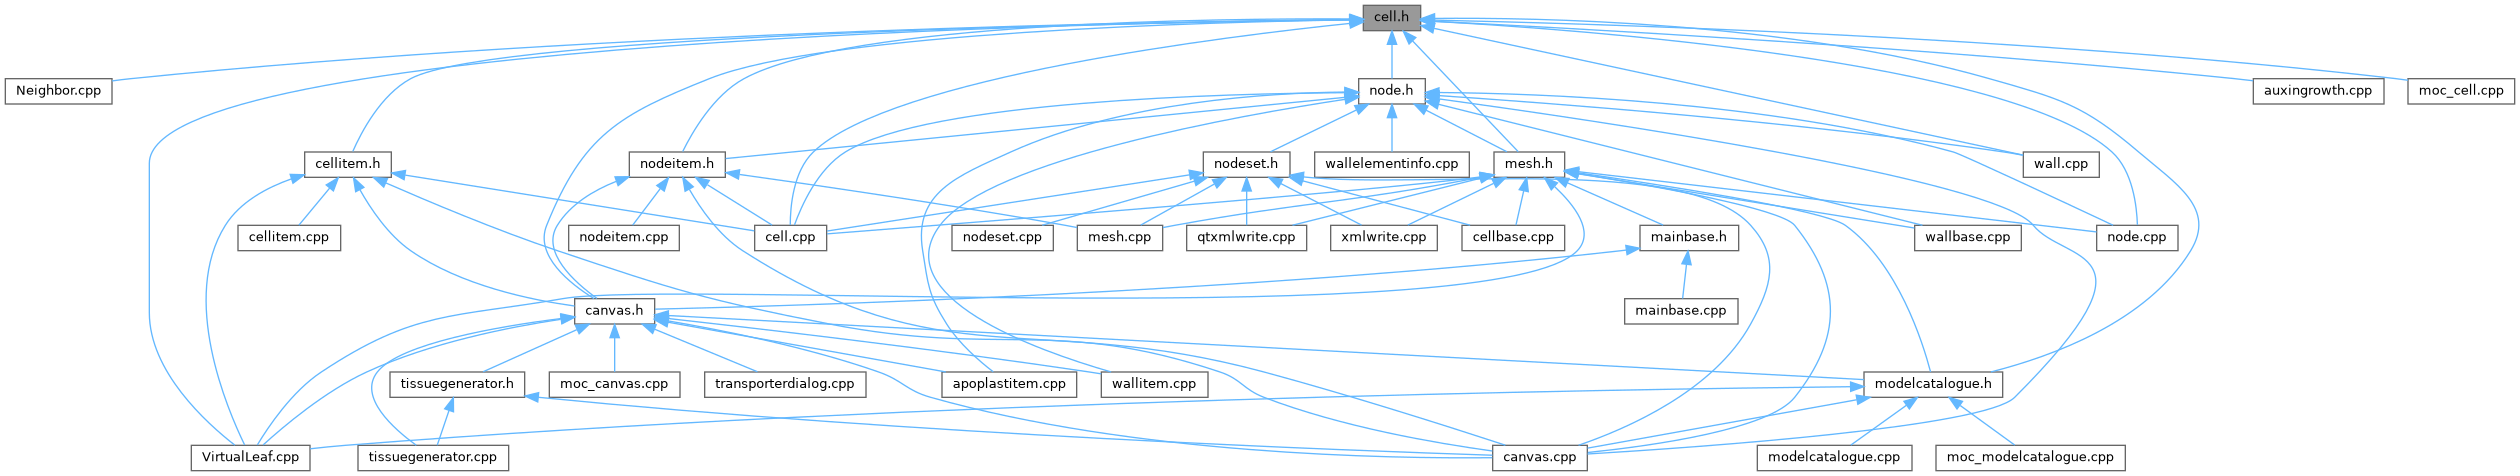 cell.h
Neighbor.cpp
node.h
auxingrowth.cpp
moc_cell.cpp
cellitem.h
nodeitem.h
nodeset.h
wallelementinfo.cpp
mesh.h
wall.cpp
cellitem.cpp
nodeitem.cpp
cell.cpp
nodeset.cpp
mesh.cpp
qtxmlwrite.cpp
xmlwrite.cpp
cellbase.cpp
mainbase.h
wallbase.cpp
node.cpp
canvas.h
mainbase.cpp
tissuegenerator.h
moc_canvas.cpp
transporterdialog.cpp
apoplastitem.cpp
wallitem.cpp
modelcatalogue.h
VirtualLeaf.cpp
tissuegenerator.cpp
canvas.cpp
modelcatalogue.cpp
moc_modelcatalogue.cpp